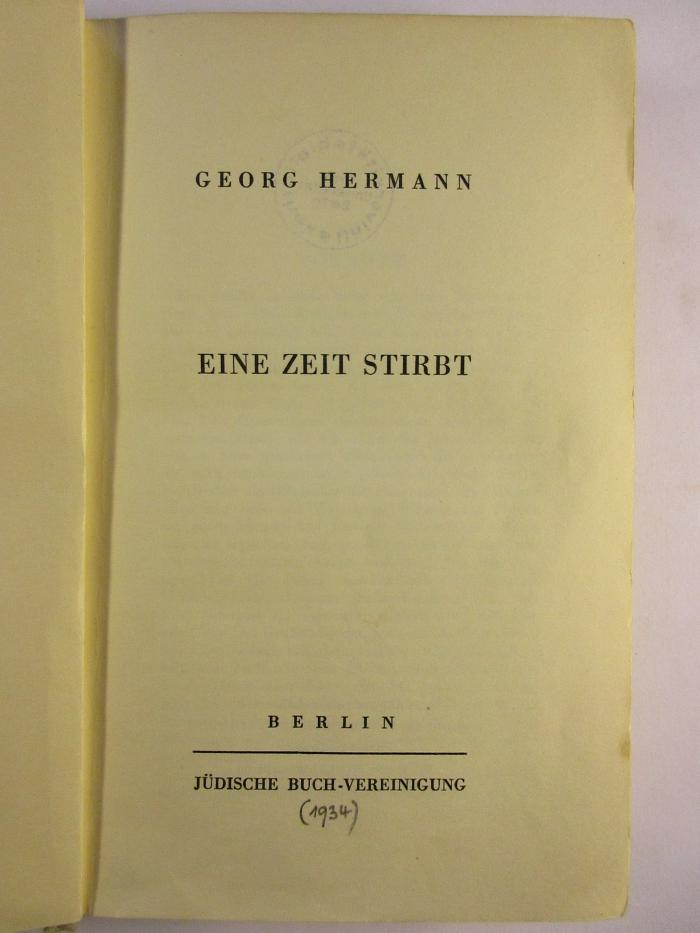 GEORG HERMANN
EINE ZEIT STIRBT
BERLIN
JÜDISCHE BUCH-VEREINIGUNG
(1934)